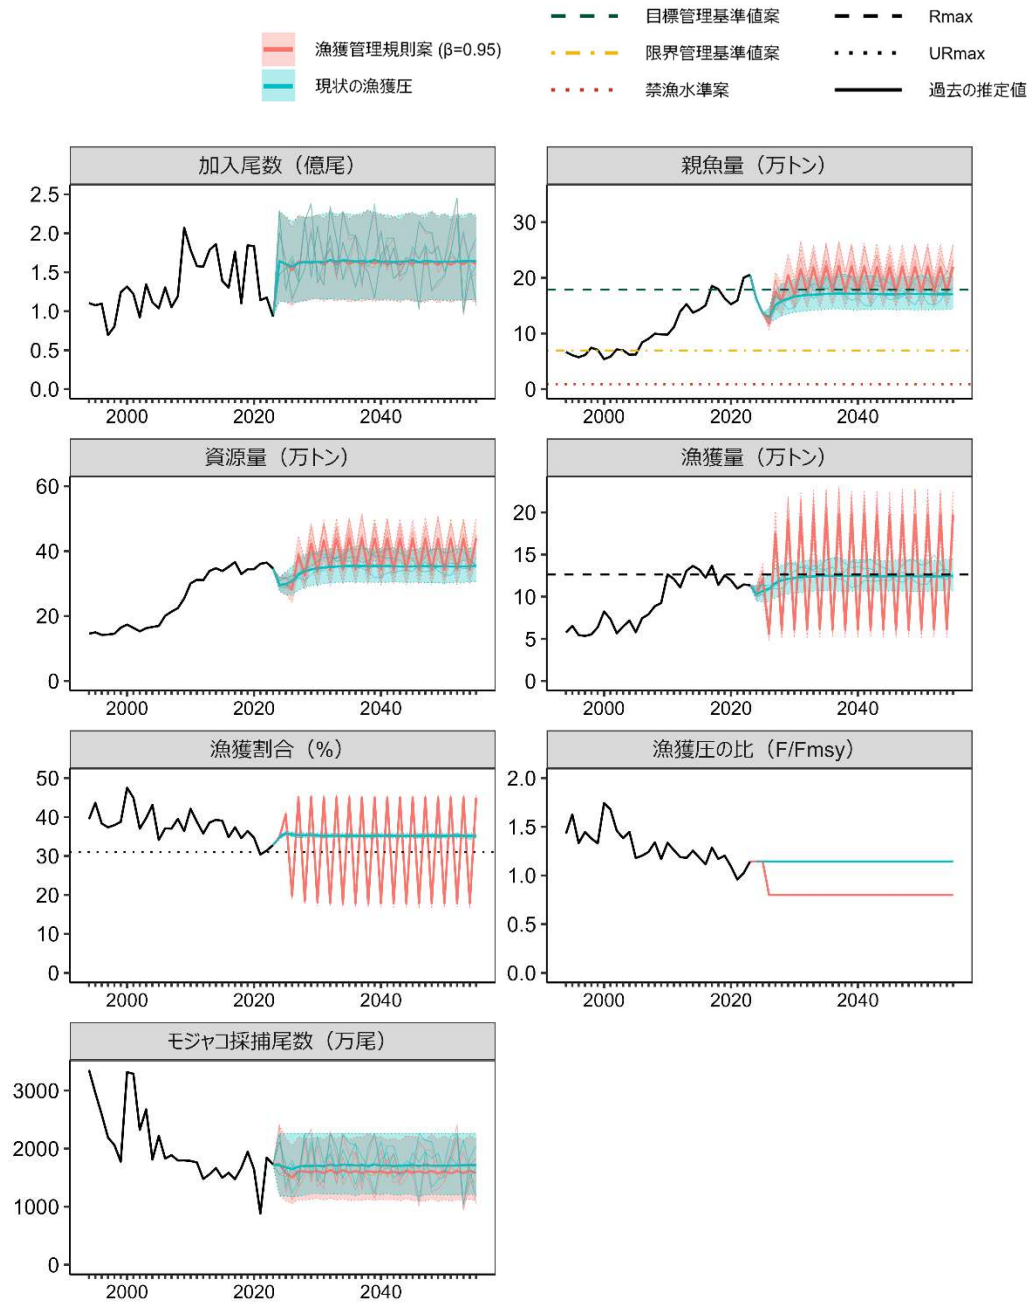 漁獲管理規則案 (β=0.95)
現状の漁獲圧
目標管理基準値案
限界管理基準値案
禁漁水準案
Rmax
URmax
過去の推定値
加入尾数（億尾）
2.5
2.0
1.5
1.0
0.5
0.0
2000 2020 2040
親魚量（万トン）
30
20
10
0
2000 2020 2040
資源量（万トン）
60
40
20
0
2000 2020 2040
漁獲量（万トン）
20
15
10
5
0
2000 2020 2040
漁獲割合（%）
50
40
30
20
10
0
2000 2020 2040
漁獲圧の比（F/Fmsy）
2.0
1.5
1.0
0.5
0.0
2000 2020 2040
モジャコ採捕尾数（万尾）
3000
2000
1000
0
2000 2020 2040